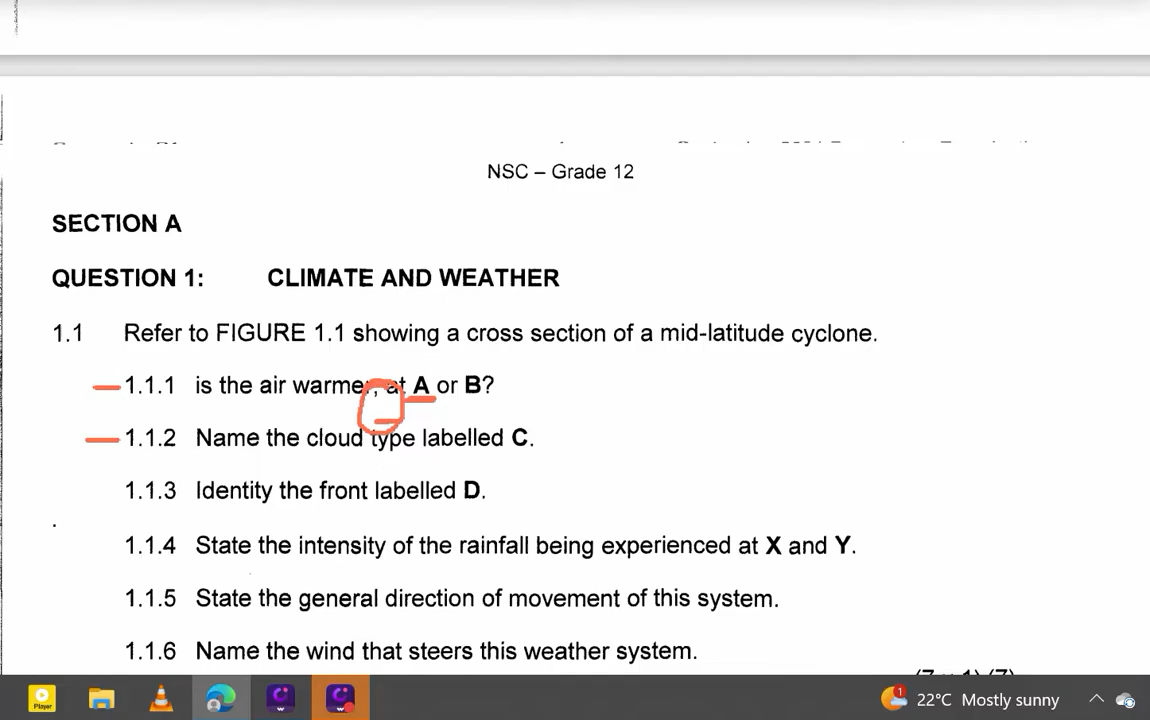 NSC – Grade 12
SECTION A
QUESTION 1: CLIMATE AND WEATHER
1.1 Refer to FIGURE 1.1 showing a cross section of a mid-latitude cyclone.
1.1.1 is the air warmer, at A or B?
1.1.2 Name the cloud type labelled C.
1.1.3 Identity the front labelled D.
1.1.4 State the intensity of the rainfall being experienced at X and Y.
1.1.5 State the general direction of movement of this system.
1.1.6 Name the wind that steers this weather system.
Player
1
22°C Mostly sunny